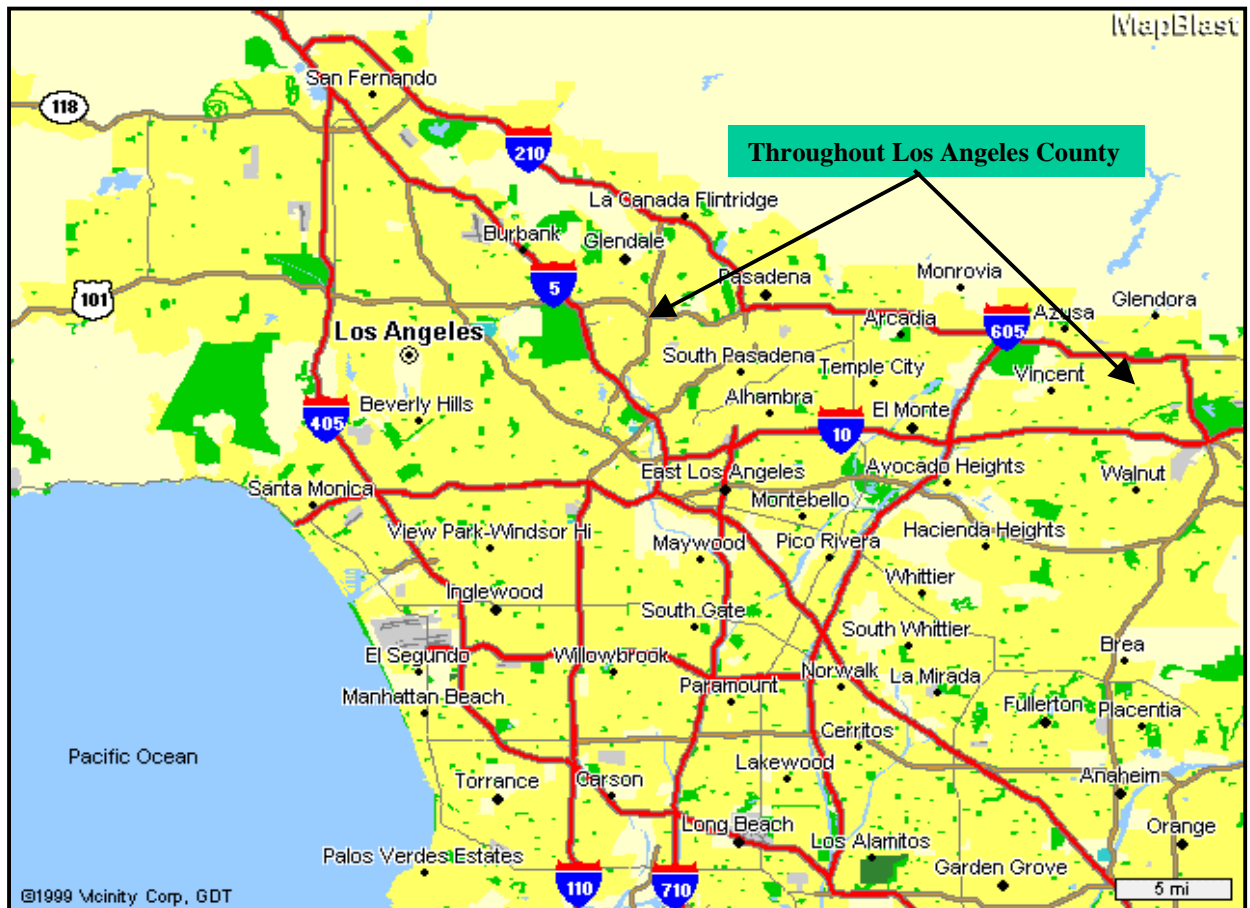 MapBlast
San Fernando
118
210
Throughout Los Angeles County
La Canada Flintridge
Burbank
Glendale
5
Pasadena
Monrovia
101
Glendora
Azusa
Arcadia
605
Los Angeles
South Pasadena
Temple City
Vincent
Alhambra
Beverly Hills
El Monte
405
10
East Los Angeles
Avocado Heights
Walnut
Santa Monica
Montebello
View Park-Windsor Hi
Hacienda Heights
Maywood
Pico Rivera
Whittier
Inglewood
South Gate
South Whittier
Brea
El Segundo
Willowbrook
Norwalk
La Mirada
Paramount
Manhattan Beach
Fullerton
Placentia
Cerritos
Pacific Ocean
Lakewood
Torrance
Carson
Anaheim
Long Beach
Los Alamitos
Orange
Palos Verdes Estates
Garden Grove
110
710
5 mi
©1999 Vicinity Corp, GDT